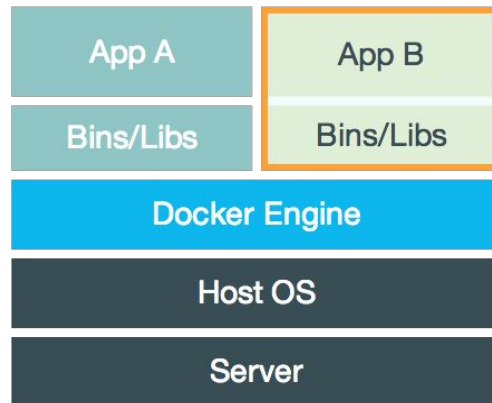 App A
App B
Bins/Libs
Bins/Libs
Docker Engine
Host OS
Server